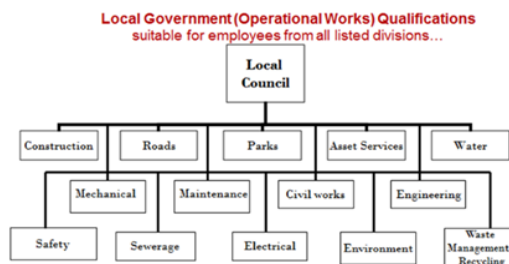 Local Government (Operational Works) Qualifications
suitable for employees from all listed divisions...
Local
Council
Construction
Roads
Parks
Asset Services
Water
Mechanical
Maintenance
Civil works
Engineering
Safety
Sewerage
Electrical
Environment
Waste
Management
Recycling